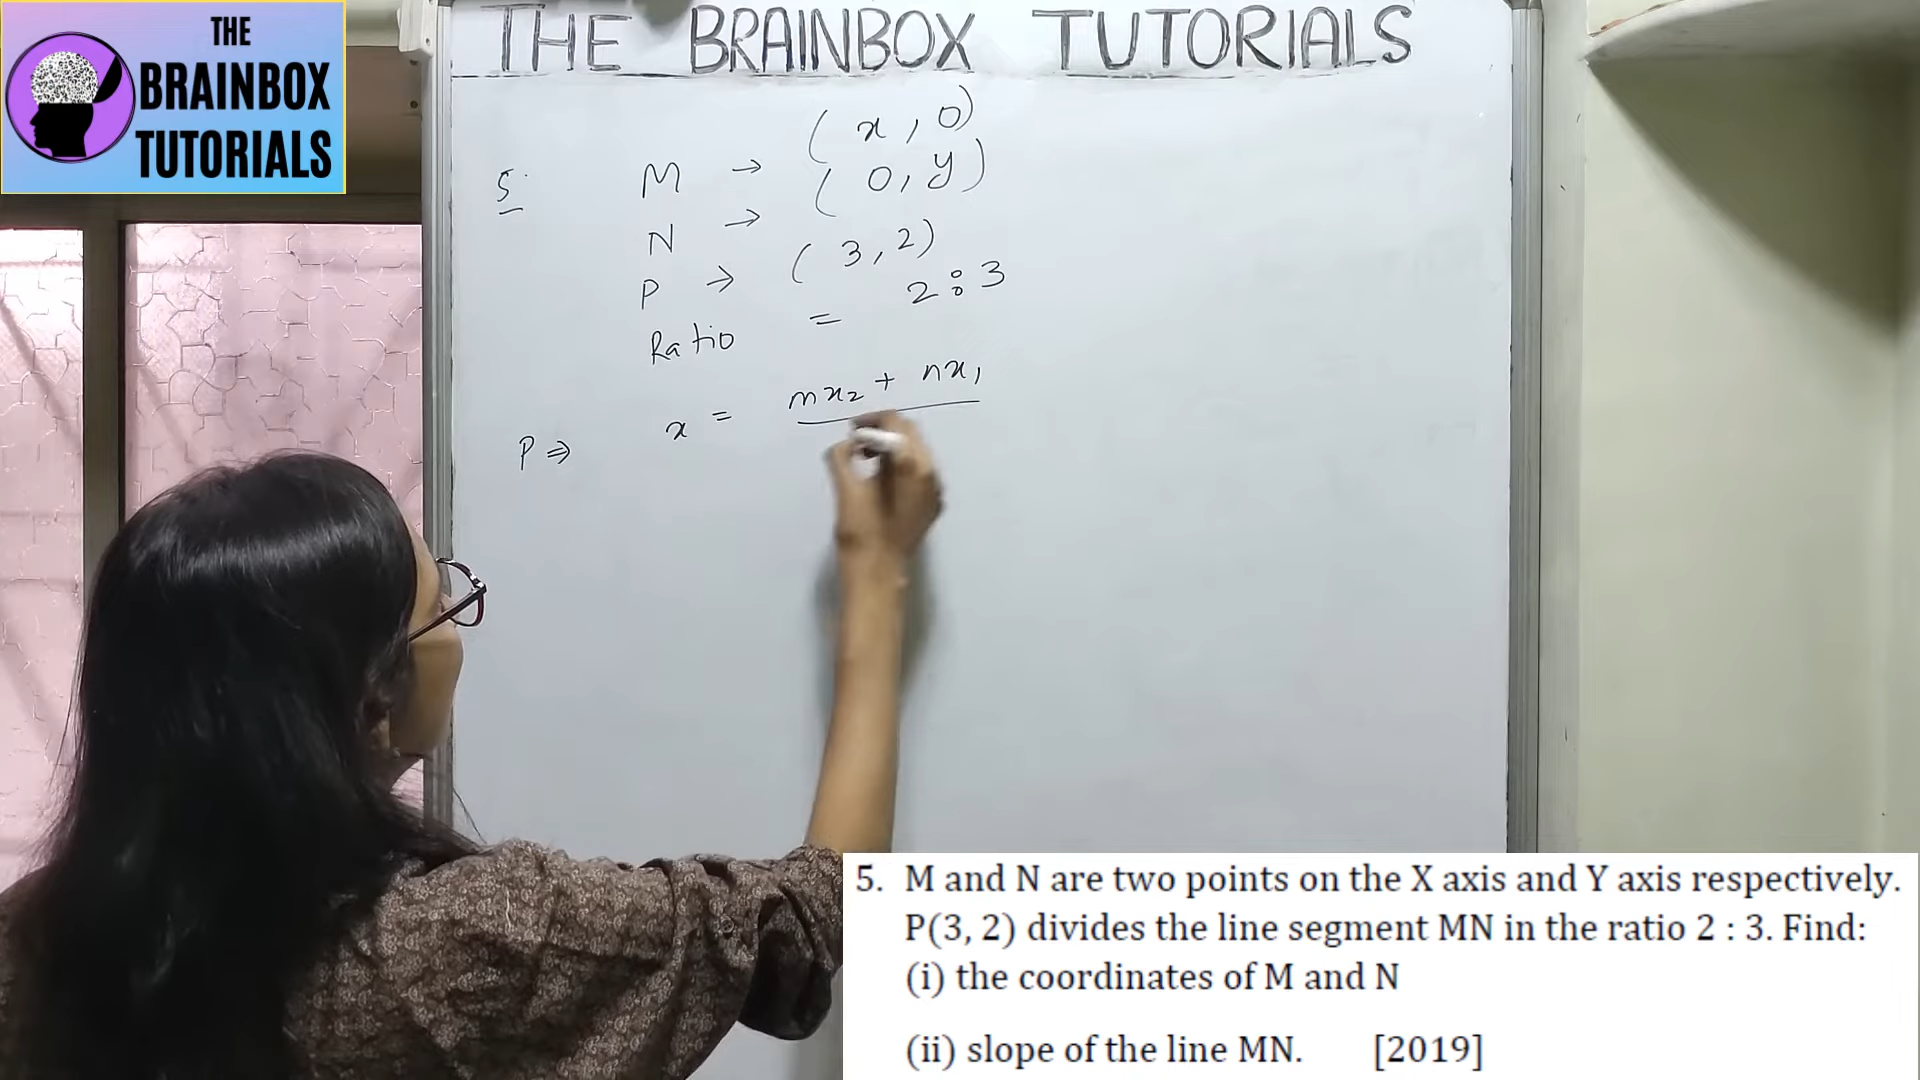 THE
BRAINBOX
TUTORIALS
THE BRAINBOX TUTORIALS
5. M → (x, 0)
N → (0, y)
P → (3, 2)
Ratio = 2:3
P ⇒ x = mx₂ + nx₁
5. M and N are two points on the X axis and Y axis respectively.
P(3, 2) divides the line segment MN in the ratio 2 : 3. Find:
(i) the coordinates of M and N
(ii) slope of the line MN. [2019]